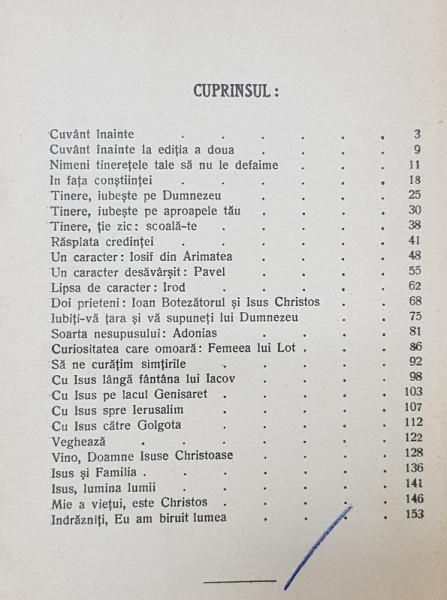 CUPRINSUL:
Cuvânt înainte . . . . . . 3
Cuvânt înainte la ediția a doua . . . . 9
Nimeni tinerețele tale să nu le defaime . . . 11
In fața conștiinței . . . . . . 18
Tinere, iubește pe Dumnezeu . . . . 25
Tinere, iubește pe aproapele tău . . . . 30
Tinere, ție zic: scoală-te . . . . . 38
Răsplata credinței . . . . . . 41
Un caracter: Iosif din Arimatea . . . . 48
Un caracter desăvârșit: Pavel . . . . 55
Lipsa de caracter: Irod . . . . . 62
Doi prieteni: Ioan Botezătorul și Isus Christos . . 68
Iubiți-vă țara și vă supuneți lui Dumnezeu . . 75
Soarta nesupusului: Adonias . . . . 81
Curiozitatea care omoară: Femeea lui Lot . . . 86
Să ne curățim simțirile . . . . . 92
Cu Isus lângă fântâna lui Iacov . . . . 98
Cu Isus pe lacul Genisaret . . . . . 103
Cu Isus spre Ierusalim . . . . . 107
Cu Isus către Golgota . . . . . 112
Veghează . . . . . . . 122
Vino, Doamne Isuse Christoase . . . . 128
Isus și Familia . . . . . . . 136
Isus, lumina lumii . . . . . . 141
Mie a viețui, este Christos . . . . . 146
Indrăzniți, Eu am biruit lumea . . . . 153